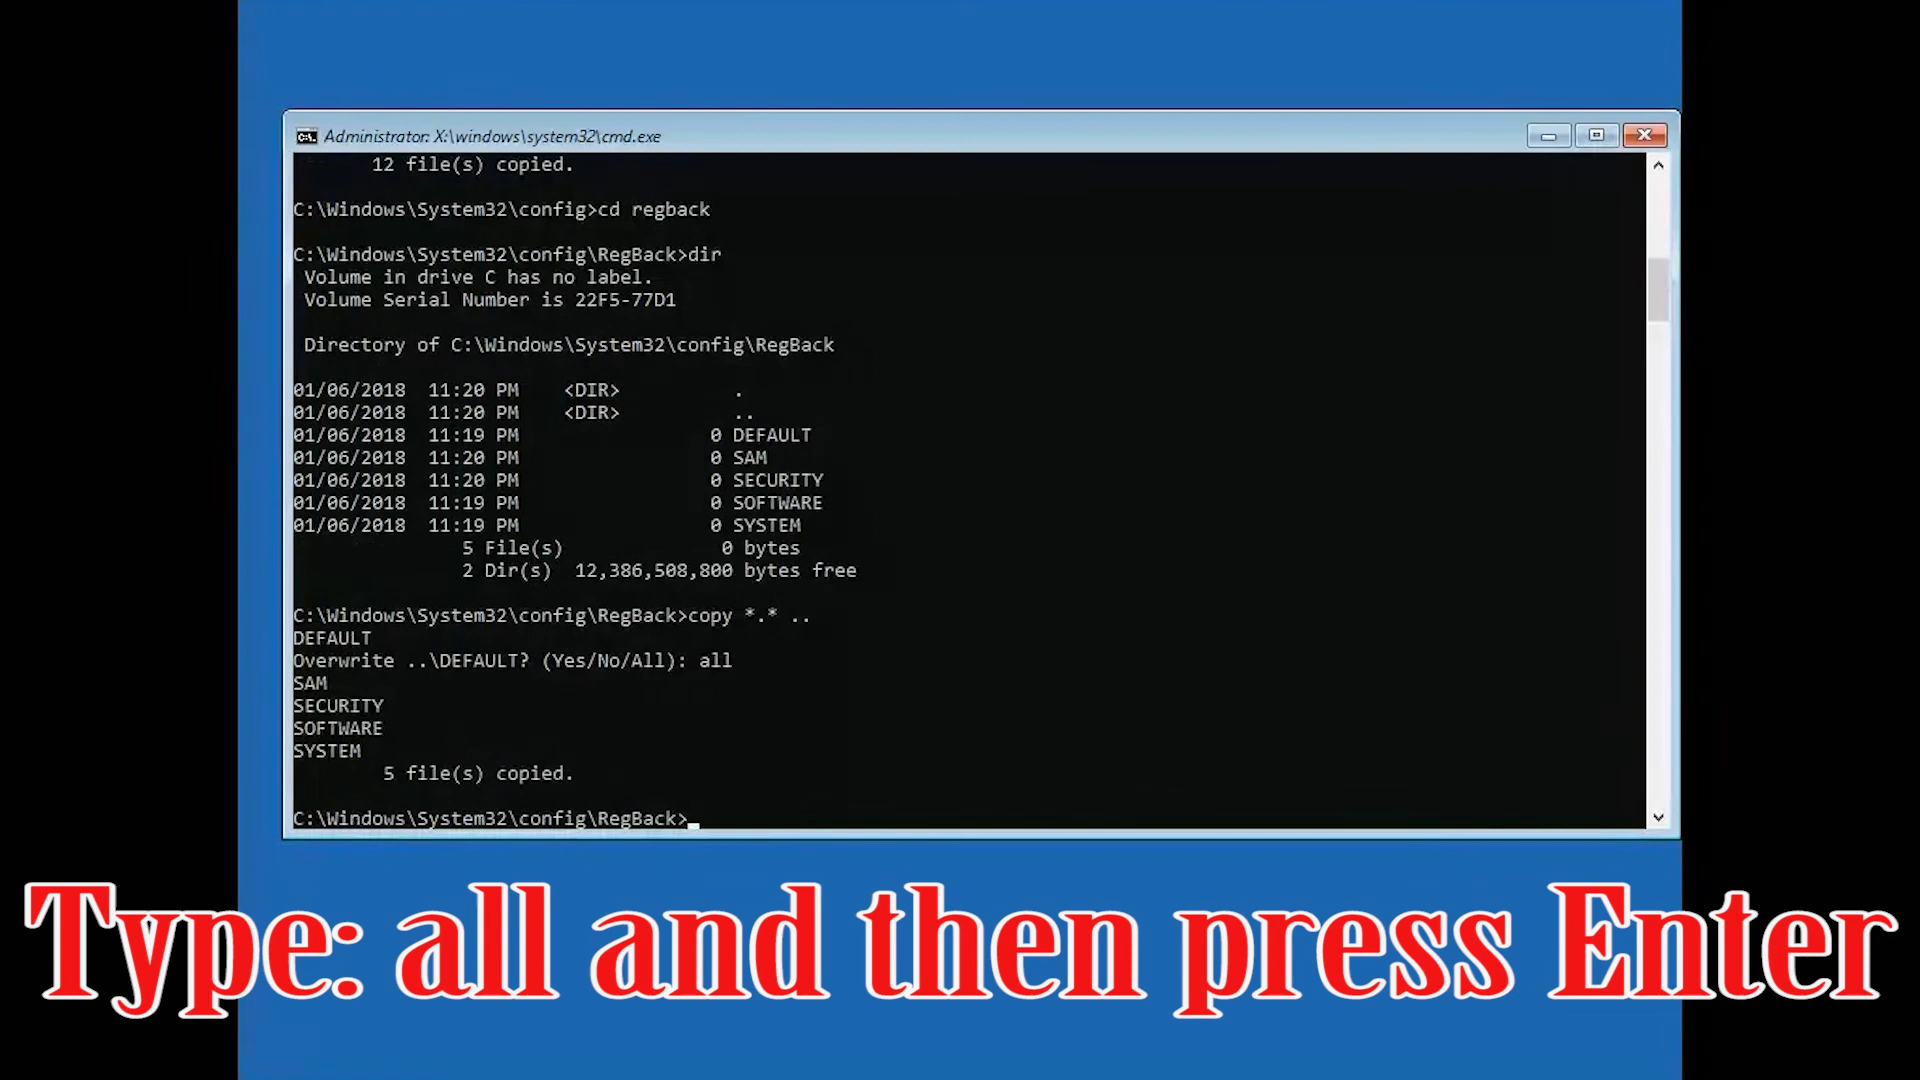 Administrator: X:\windows\system32\cmd.exe
12 file(s) copied.
C:\Windows\System32\config>cd regback
C:\Windows\System32\config\RegBack>dir
Volume in drive C has no label.
Volume Serial Number is 22F5-77D1
Directory of C:\Windows\System32\config\RegBack
01/06/2018  11:20 PM    <DIR>          .
01/06/2018  11:20 PM    <DIR>          ..
01/06/2018  11:19 PM                 0 DEFAULT
01/06/2018  11:20 PM                 0 SAM
01/06/2018  11:20 PM                 0 SECURITY
01/06/2018  11:19 PM                 0 SOFTWARE
01/06/2018  11:19 PM                 0 SYSTEM
5 File(s)              0 bytes
2 Dir(s)  12,386,508,800 bytes free
C:\Windows\System32\config\RegBack>copy *.* ..
DEFAULT
Overwrite ..\DEFAULT? (Yes/No/All): all
SAM
SECURITY
SOFTWARE
SYSTEM
5 file(s) copied.
C:\Windows\System32\config\RegBack>
Type: all and then press Enter